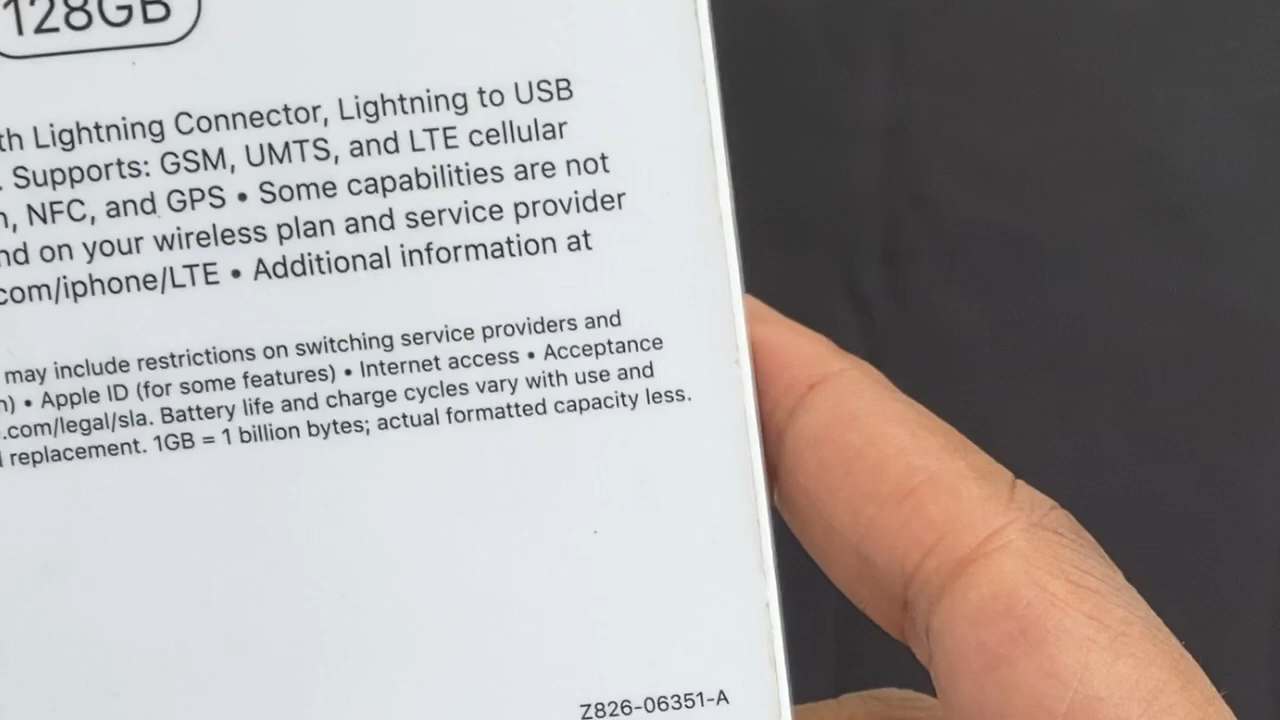 128GB
th Lightning Connector, Lightning to USB
. Supports: GSM, UMTS, and LTE cellular
n, NFC, and GPS • Some capabilities are not
nd on your wireless plan and service provider
com/iphone/LTE • Additional information at
may include restrictions on switching service providers and
n) • Apple ID (for some features) • Internet access • Acceptance
.com/legal/sla. Battery life and charge cycles vary with use and
l replacement. 1GB = 1 billion bytes; actual formatted capacity less.
Z826-06351-A